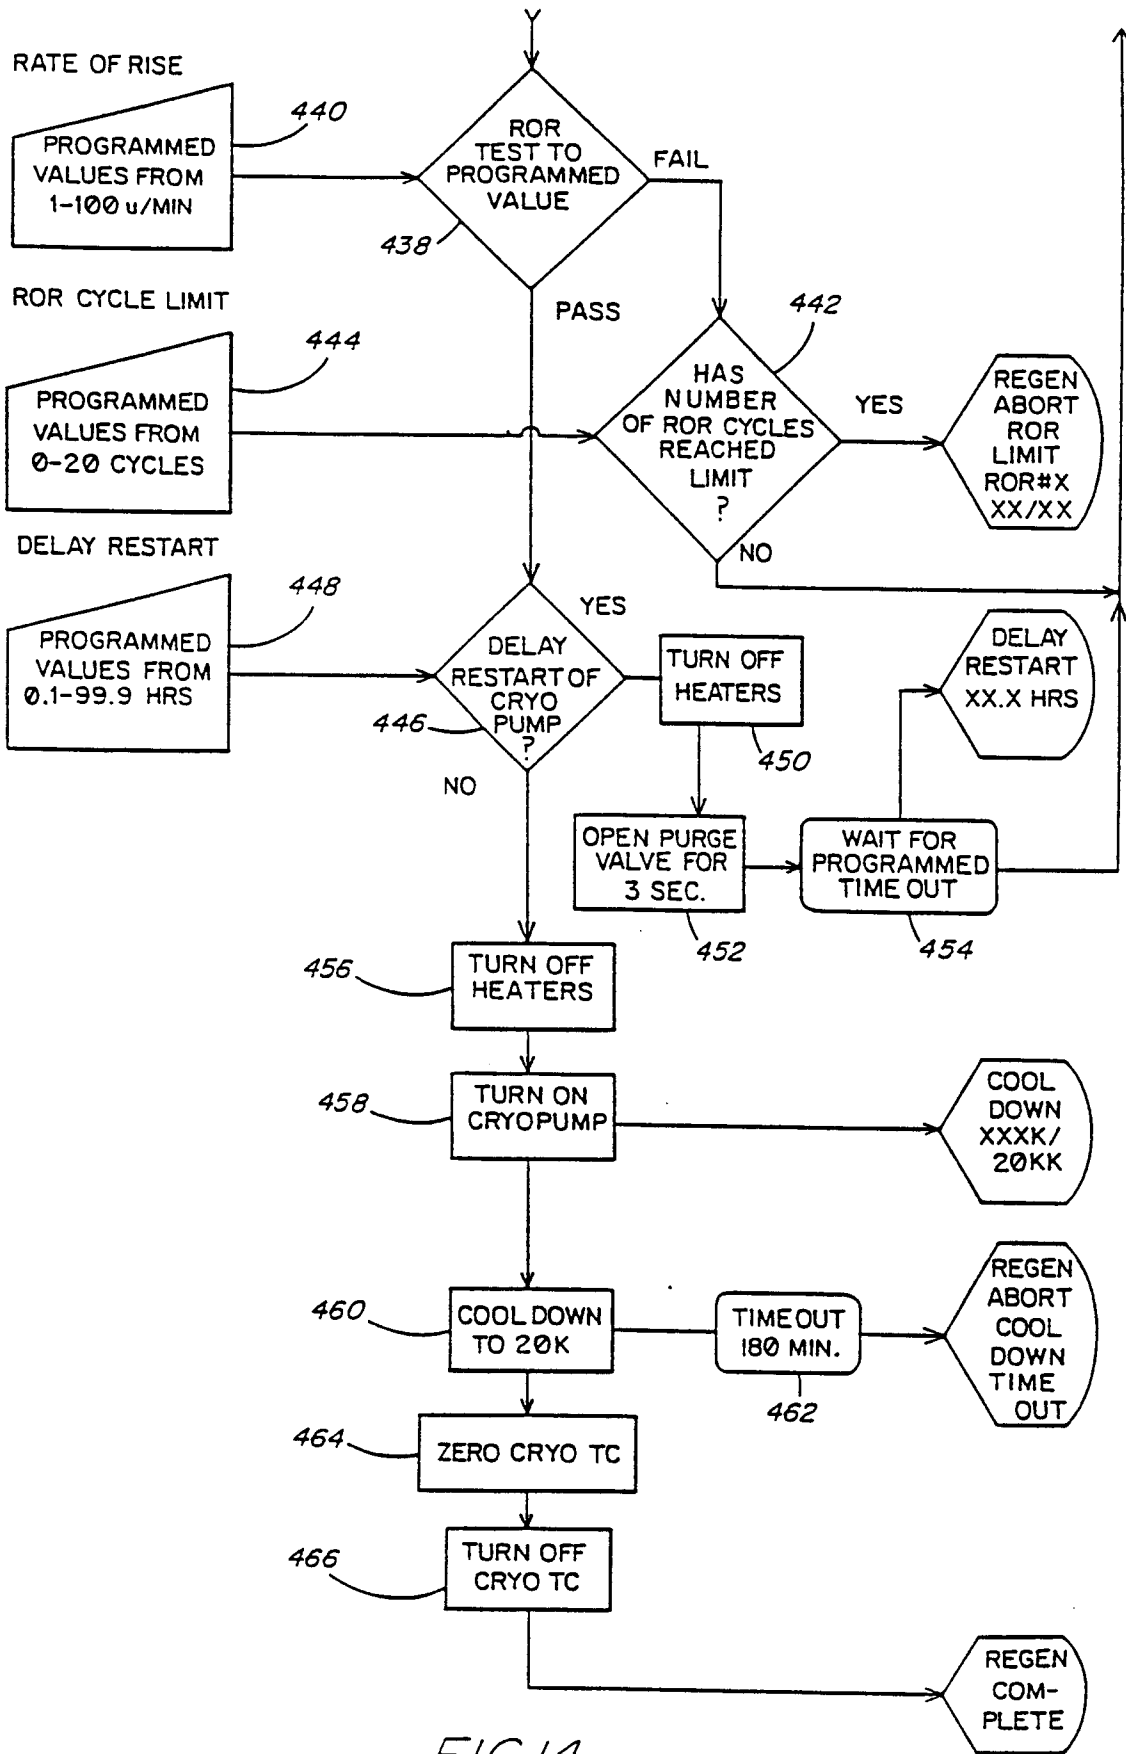 RATE OF RISE
440
PROGRAMMED
VALUES FROM
1-100 u/MIN
ROR
TEST TO
PROGRAMMED
VALUE
438
FAIL
PASS
ROR CYCLE LIMIT
444
PROGRAMMED
VALUES FROM
0-20 CYCLES
442
HAS
NUMBER
OF ROR CYCLES
REACHED
LIMIT
?
YES
NO
REGEN
ABORT
ROR
LIMIT
ROR#X
XX/XX
DELAY RESTART
448
PROGRAMMED
VALUES FROM
0.1-99.9 HRS
DELAY
RESTART OF
CRYO
PUMP
?
446
YES
NO
TURN OFF
HEATERS
450
DELAY
RESTART
XX.X HRS
OPEN PURGE
VALVE FOR
3 SEC.
452
WAIT FOR
PROGRAMMED
TIME OUT
454
456
TURN OFF
HEATERS
458
TURN ON
CRYOPUMP
COOL
DOWN
XXXK/
20KK
460
COOL DOWN
TO 20K
TIMEOUT
180 MIN.
462
REGEN
ABORT
COOL
DOWN
TIME
OUT
464
ZERO CRYO TC
466
TURN OFF
CRYO TC
REGEN
COM-
PLETE